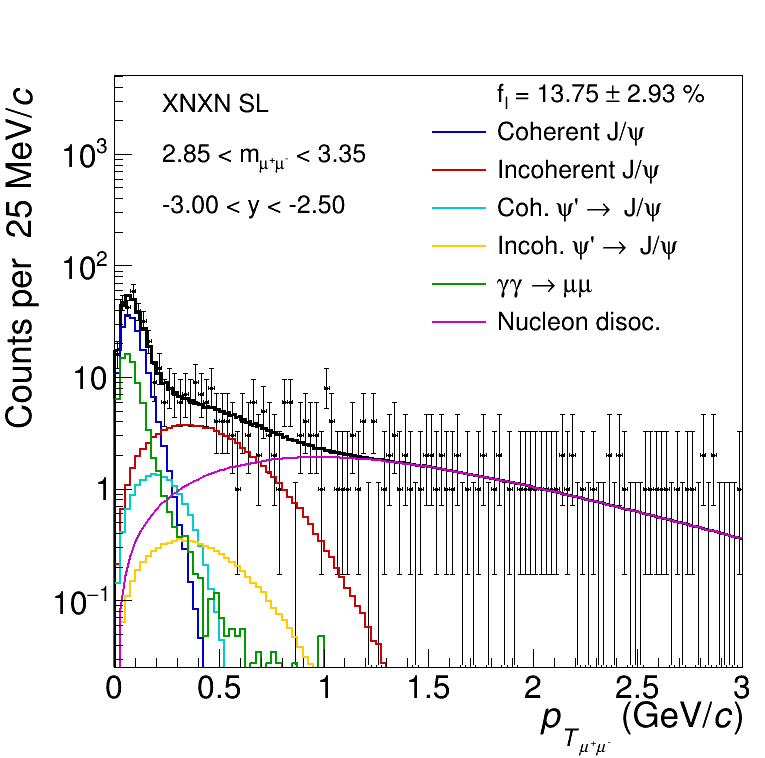 XNXN SL
2.85 < m_{μ⁺μ⁻} < 3.35
-3.00 < y < -2.50
f_I = 13.75 ± 2.93 %
Coherent J/ψ
Incoherent J/ψ
Coh. ψ' → J/ψ
Incoh. ψ' → J/ψ
γγ → μμ
Nucleon disoc.
Counts per 25 MeV/c
10³
10²
10
1
10⁻¹
0 0.5 1 1.5 2 2.5 3
p_{T μ⁺μ⁻} (GeV/c)